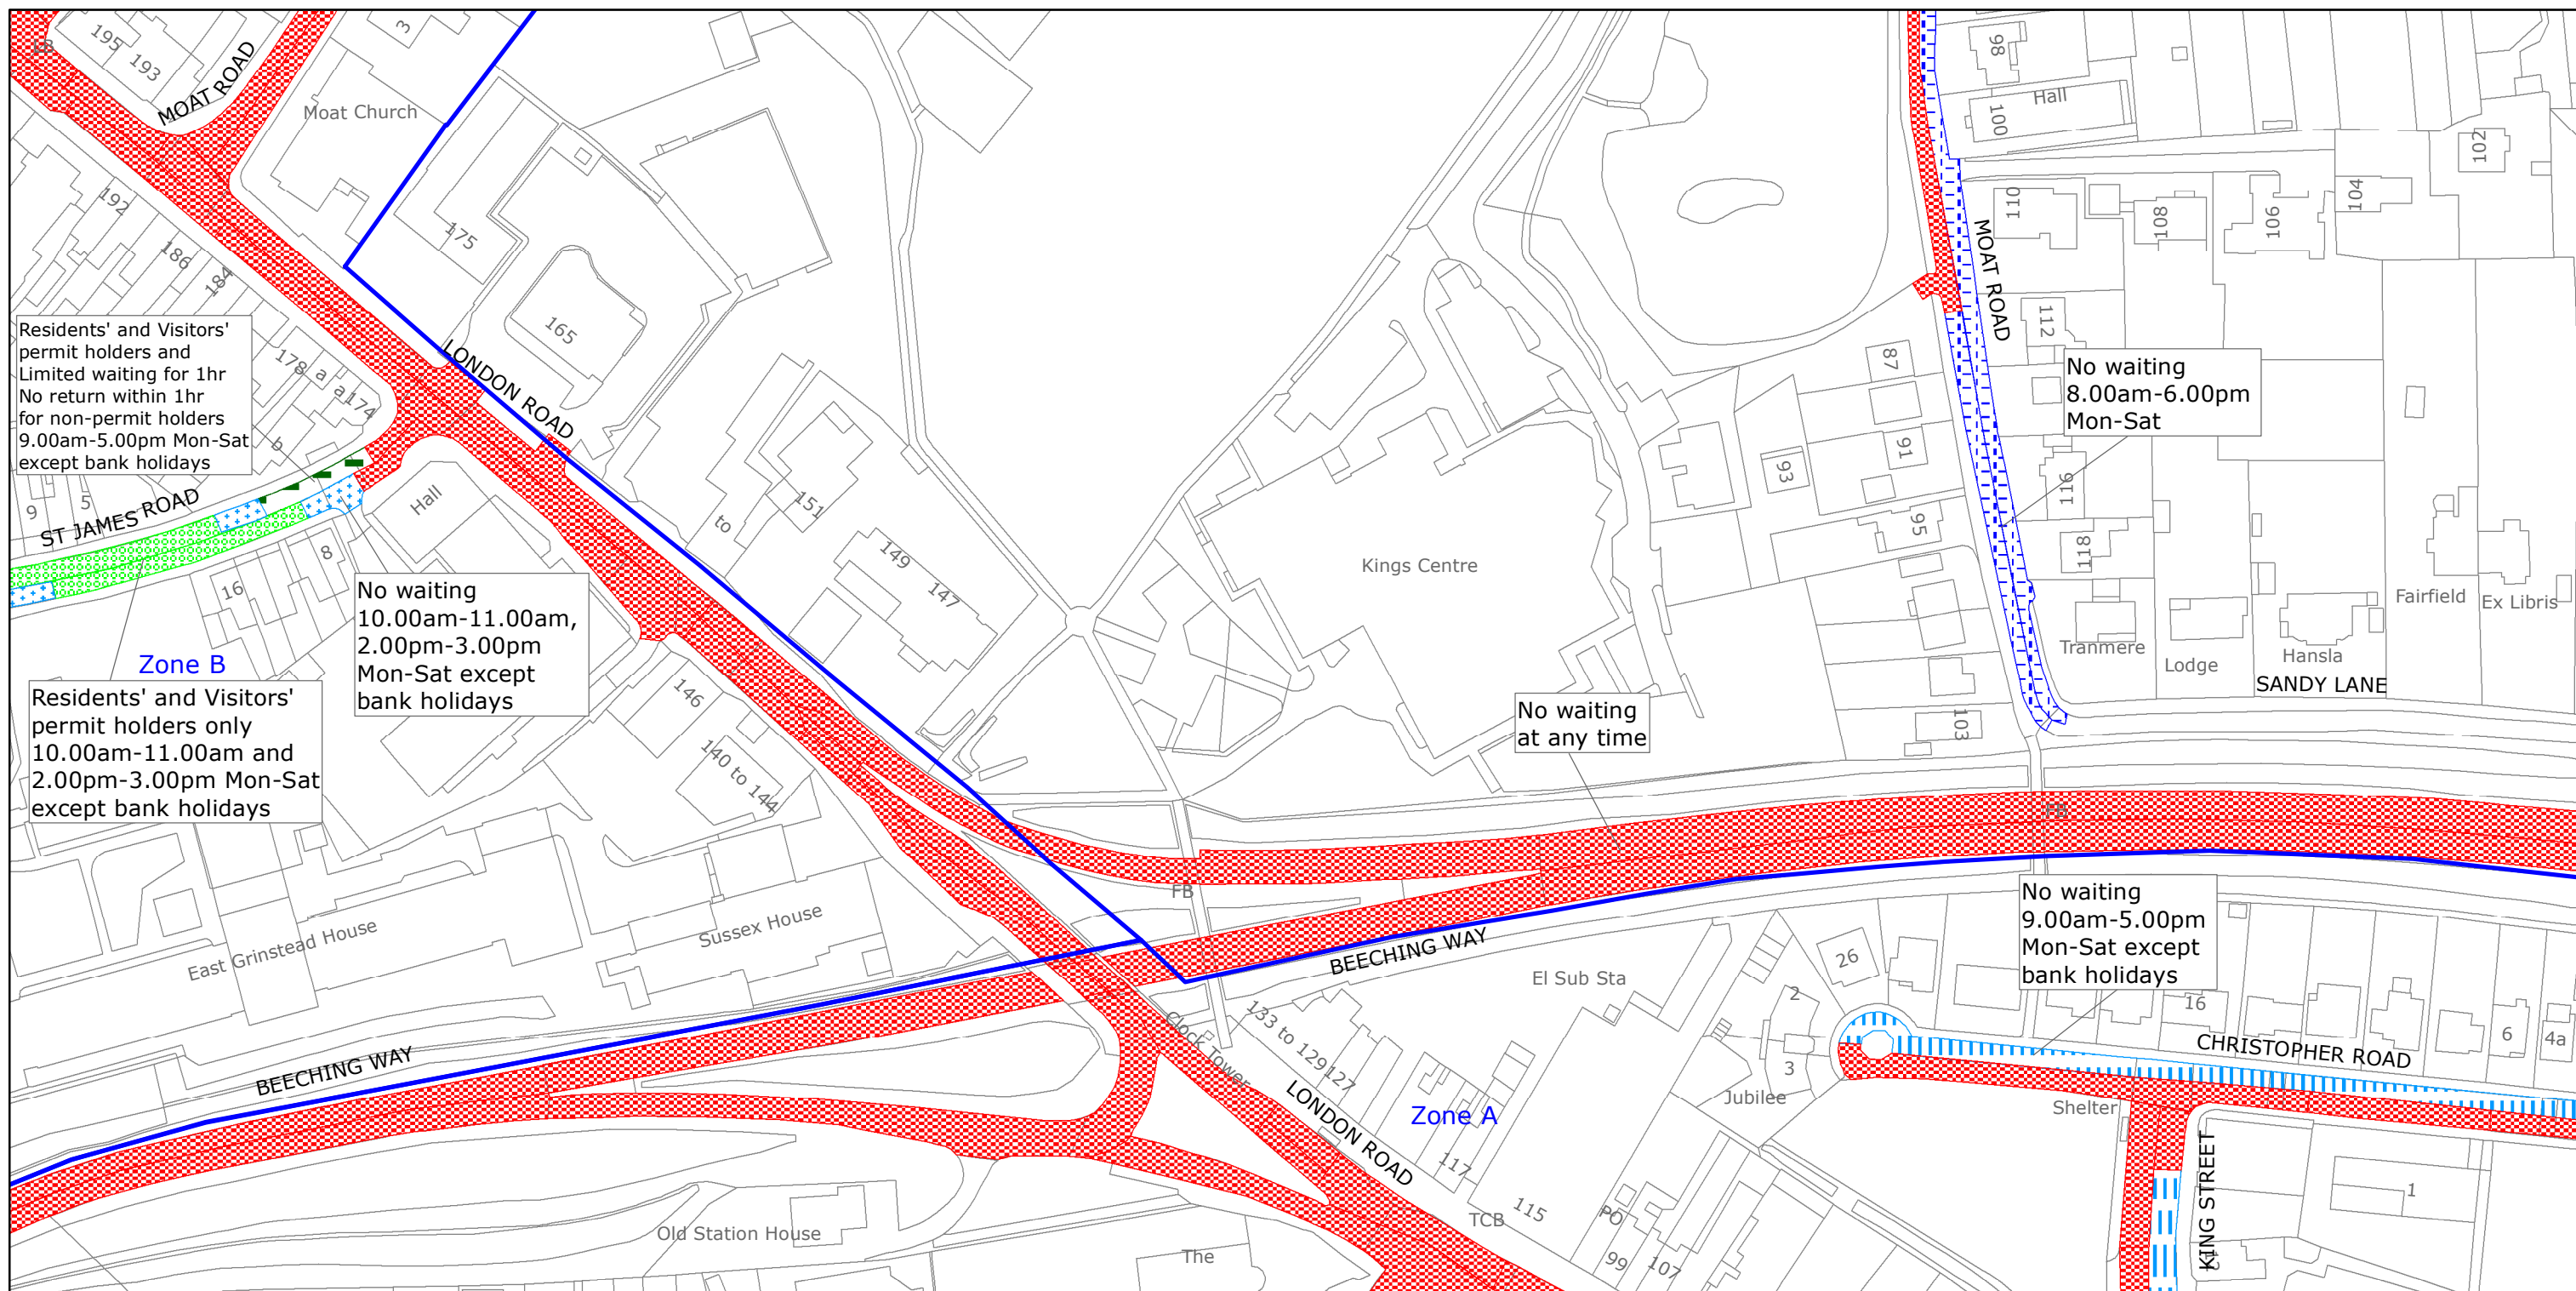 195
193
LB
MOAT ROAD
3
Moat Church
192
186
184
175
165
178
a
a
174
b
Residents' and Visitors'
permit holders and
Limited waiting for 1hr
No return within 1hr
for non-permit holders
9.00am-5.00pm Mon-Sat
except bank holidays
LONDON ROAD
9
5
ST JAMES ROAD
Hall
8
16
to
151
149
147
No waiting
10.00am-11.00am,
2.00pm-3.00pm
Mon-Sat except
bank holidays
Zone B
Residents' and Visitors'
permit holders only
10.00am-11.00am and
2.00pm-3.00pm Mon-Sat
except bank holidays
146
140 to 144
East Grinstead House
Sussex House
BEECHING WAY
Old Station House
Kings Centre
98
100
Hall
102
110
108
106
104
MOAT ROAD
112
87
91
93
95
116
118
103
No waiting
8.00am-6.00pm
Mon-Sat
Tranmere
Lodge
Hansla
Fairfield
Ex Libris
SANDY LANE
No waiting
at any time
FB
FB
BEECHING WAY
El Sub Sta
Clock Tower
133 to 129
127
LONDON ROAD
Zone A
117
115
TCB
PO
99
107
The
26
2
3
Jubilee
No waiting
9.00am-5.00pm
Mon-Sat except
bank holidays
16
6
4a
CHRISTOPHER ROAD
Shelter
KING STREET
1